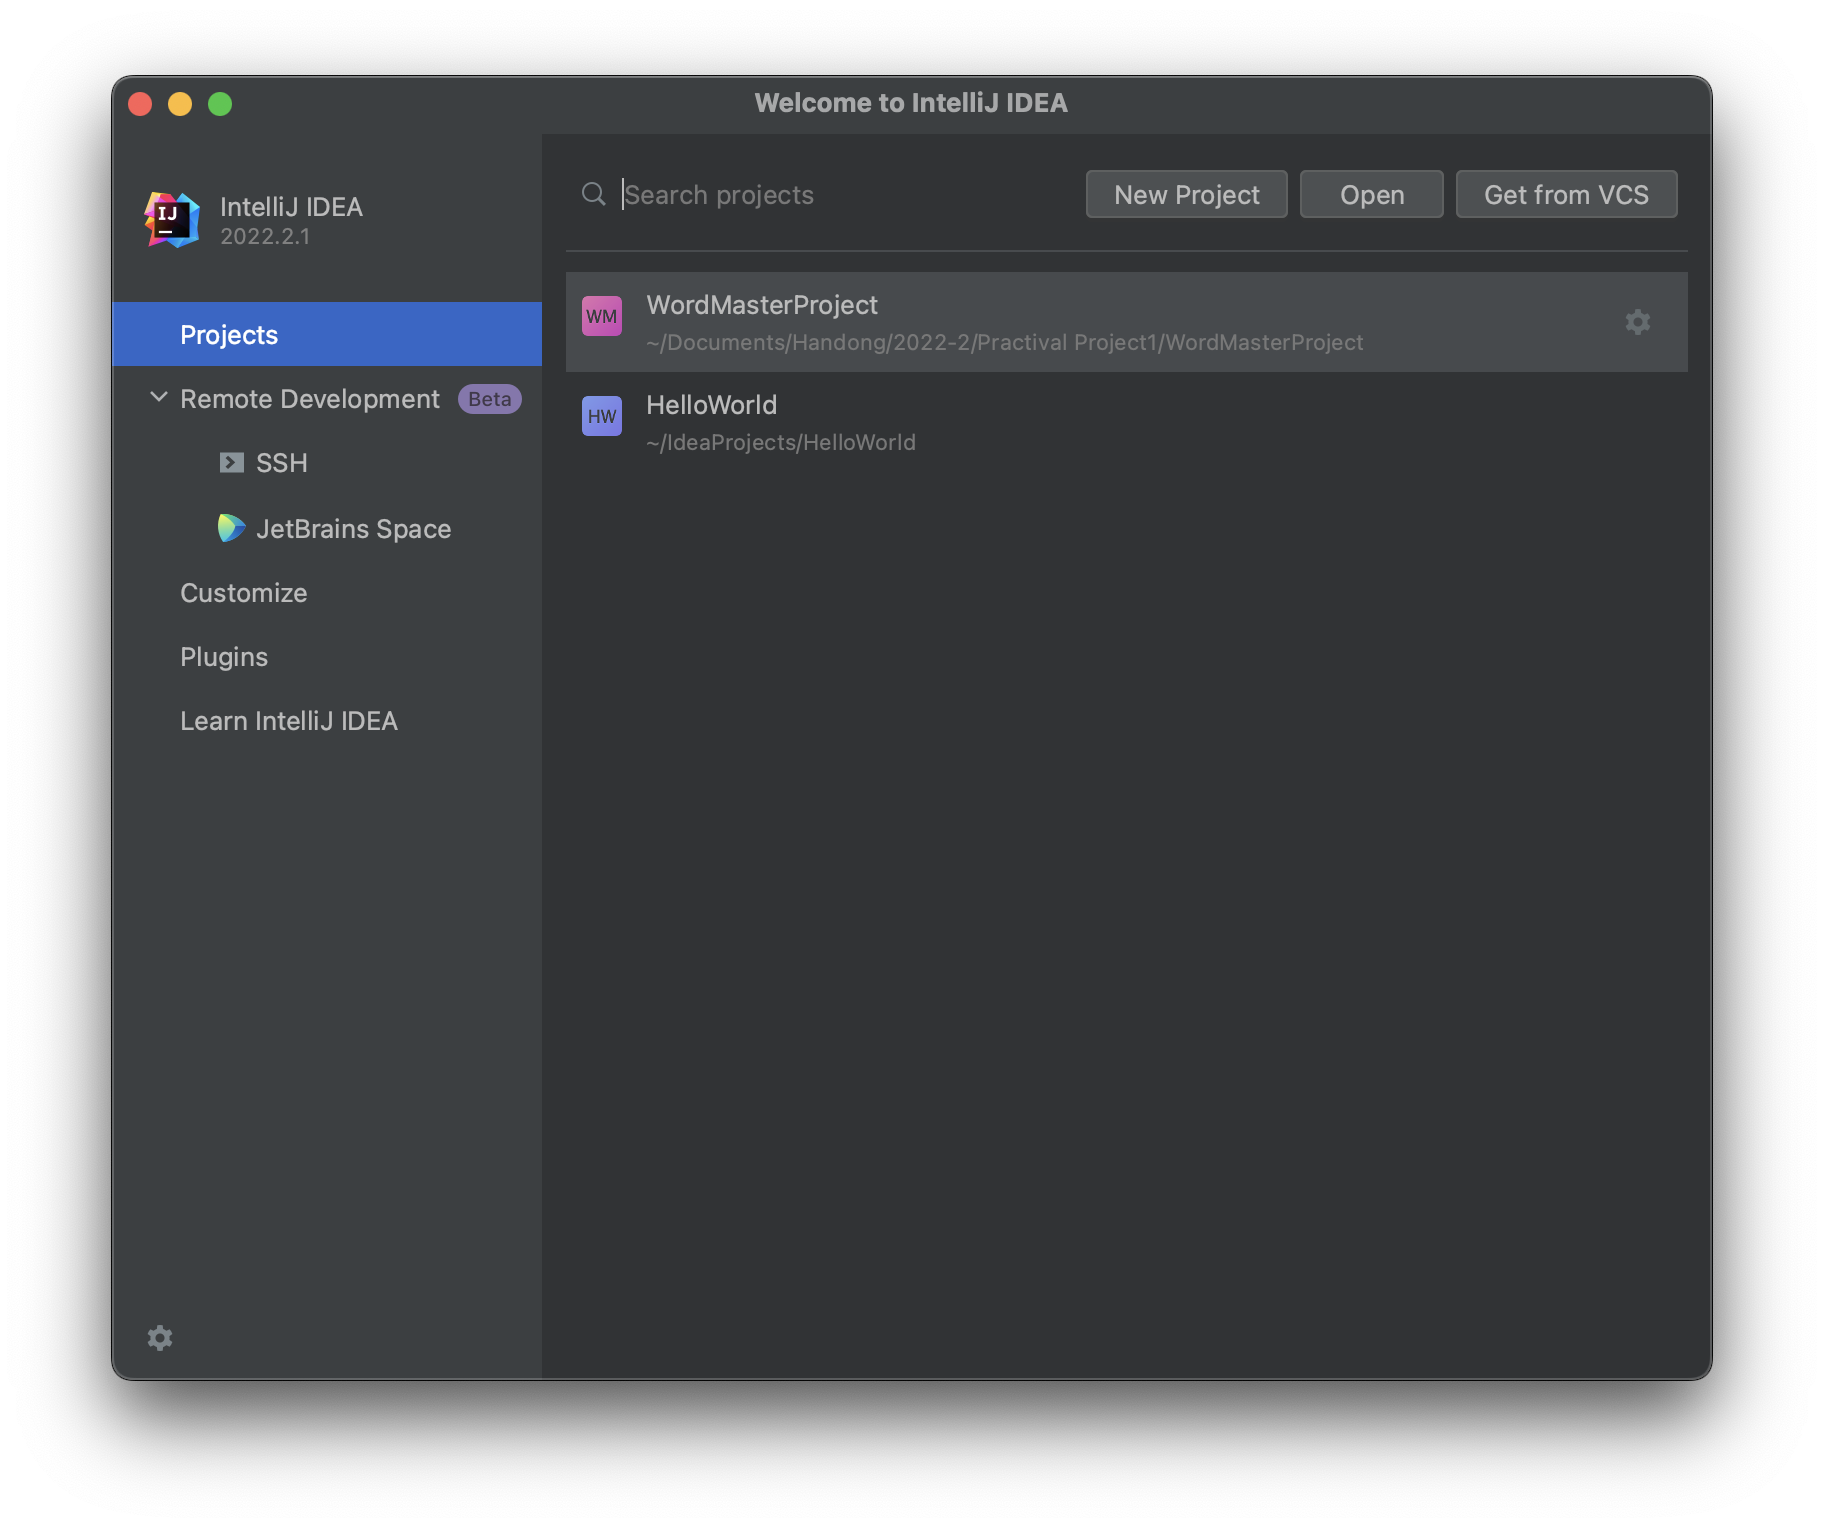 Welcome to IntelliJ IDEA
IJ
IntelliJ IDEA
2022.2.1
Projects
Remote Development Beta
SSH
JetBrains Space
Customize
Plugins
Learn IntelliJ IDEA
Search projects
New Project
Open
Get from VCS
WM
WordMasterProject
~/Documents/Handong/2022-2/Practival Project1/WordMasterProject
HW
HelloWorld
~/IdeaProjects/HelloWorld